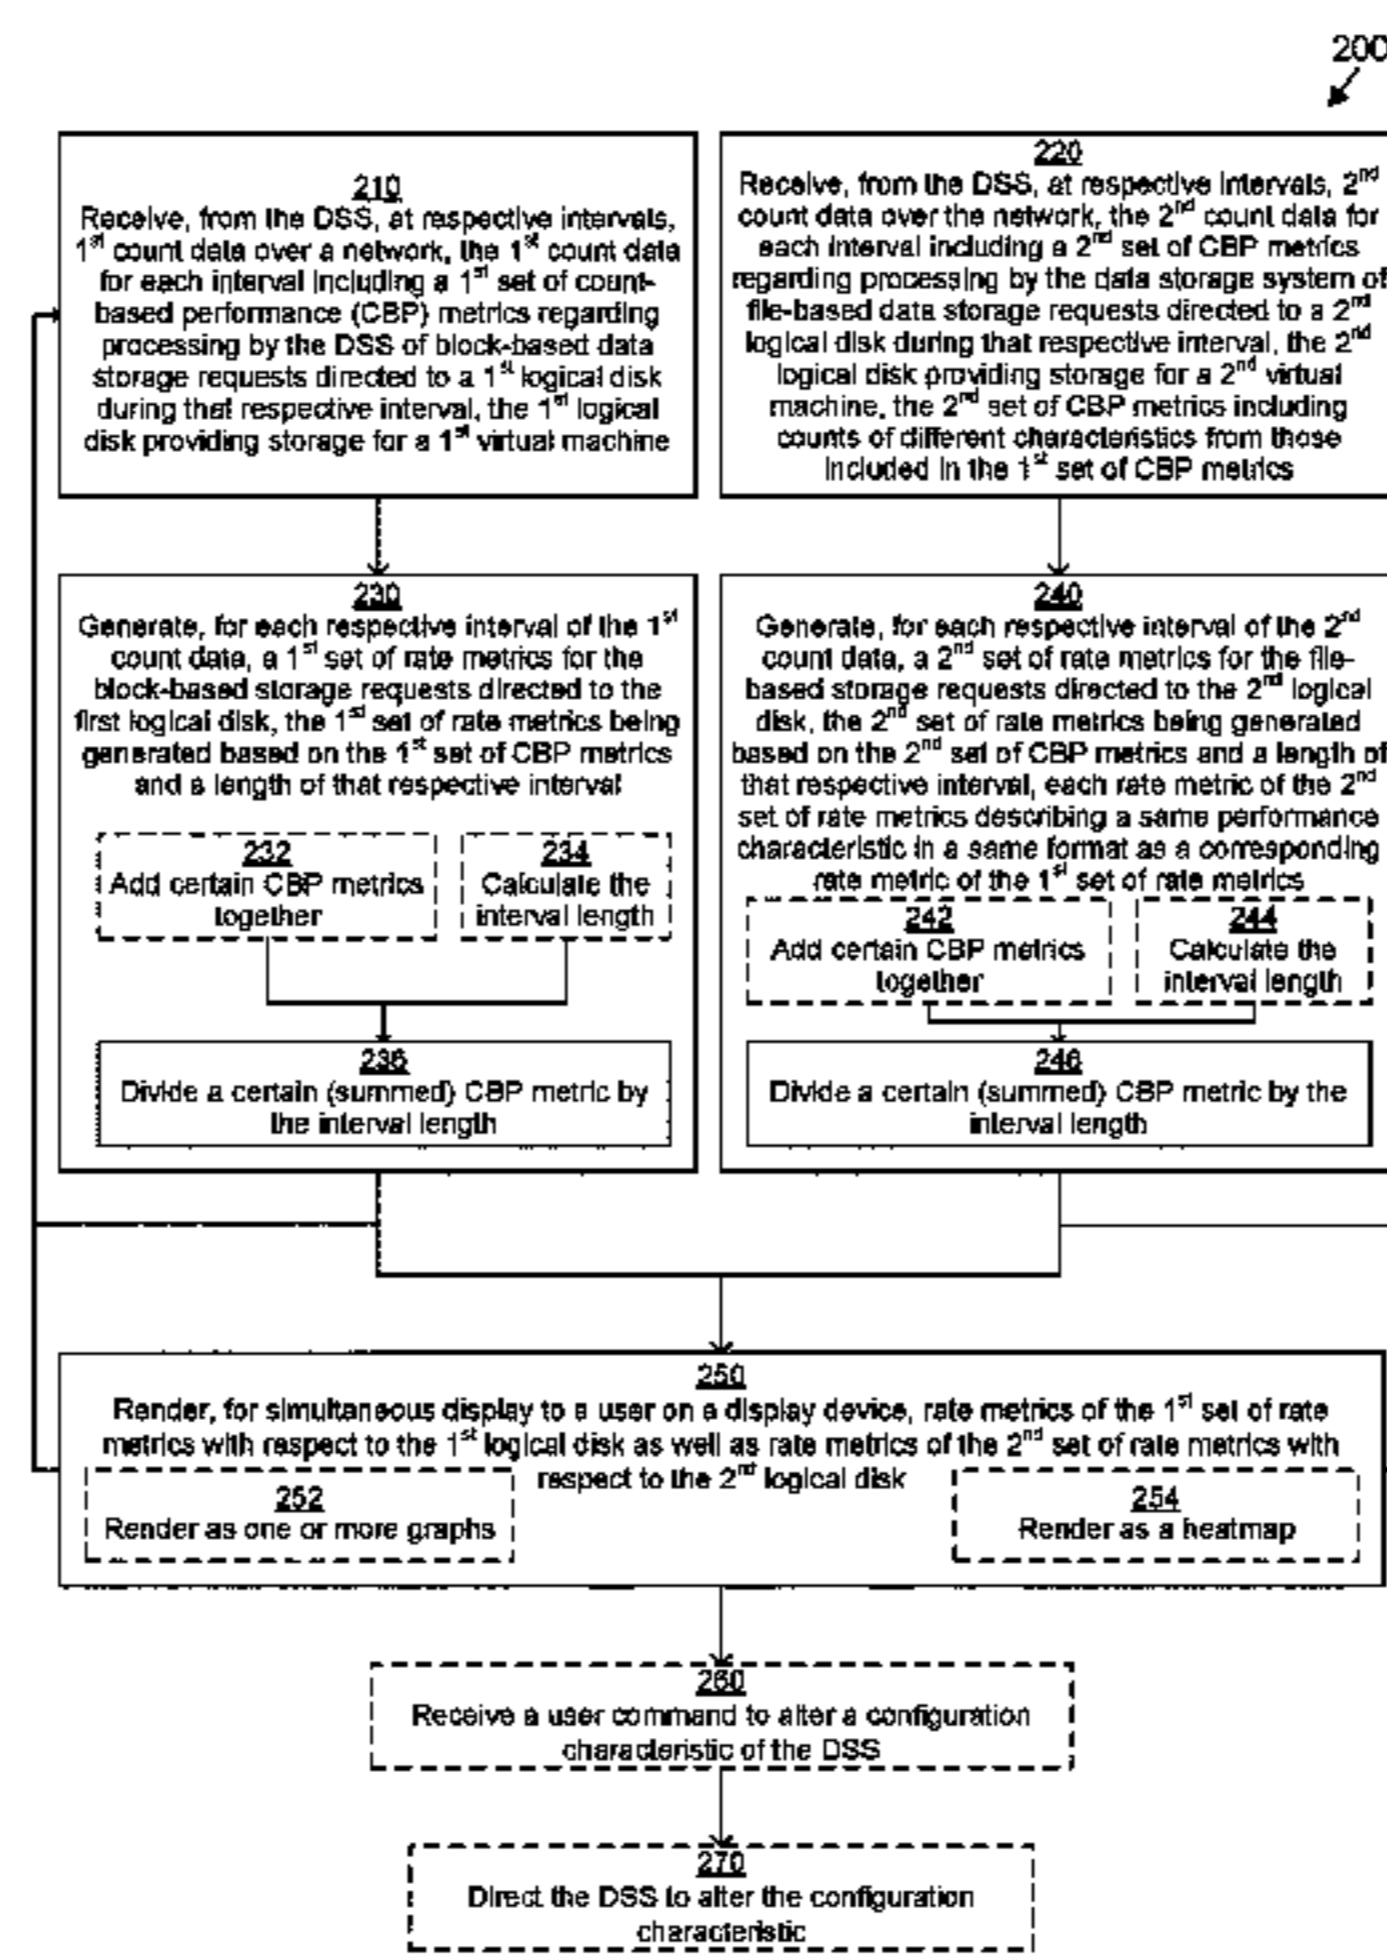 200
210
Receive, from the DSS, at respective intervals,
1st count data over a network, the 1st count data
for each interval including a 1st set of count-
based performance (CBP) metrics regarding
processing by the DSS of block-based data
storage requests directed to a 1st logical disk
during that respective interval, the 1st logical
disk providing storage for a 1st virtual machine
220
Receive, from the DSS, at respective intervals, 2nd
count data over the network, the 2nd count data for
each interval including a 2nd set of CBP metrics
regarding processing by the data storage system of
file-based data storage requests directed to a 2nd
logical disk during that respective interval, the 2nd
logical disk providing storage for a 2nd virtual
machine, the 2nd set of CBP metrics including
counts of different characteristics from those
included in the 1st set of CBP metrics
230
Generate, for each respective interval of the 1st
count data, a 1st set of rate metrics for the
block-based storage requests directed to the
first logical disk, the 1st set of rate metrics being
generated based on the 1st set of CBP metrics
and a length of that respective interval
232
Add certain CBP metrics
together
234
Calculate the
interval length
236
Divide a certain (summed) CBP metric by
the interval length
240
Generate, for each respective interval of the 2nd
count data, a 2nd set of rate metrics for the file-
based storage requests directed to the 2nd logical
disk, the 2nd set of rate metrics being generated
based on the 2nd set of CBP metrics and a length of
that respective interval, each rate metric of the 2nd
set of rate metrics describing a same performance
characteristic in a same format as a corresponding
rate metric of the 1st set of rate metrics
242
Add certain CBP metrics
together
244
Calculate the
interval length
246
Divide a certain (summed) CBP metric by the
interval length
250
Render, for simultaneous display to a user on a display device, rate metrics of the 1st set of rate
metrics with respect to the 1st logical disk as well as rate metrics of the 2nd set of rate metrics with
respect to the 2nd logical disk
252
Render as one or more graphs
254
Render as a heatmap
260
Receive a user command to alter a configuration
characteristic of the DSS
270
Direct the DSS to alter the configuration
characteristic